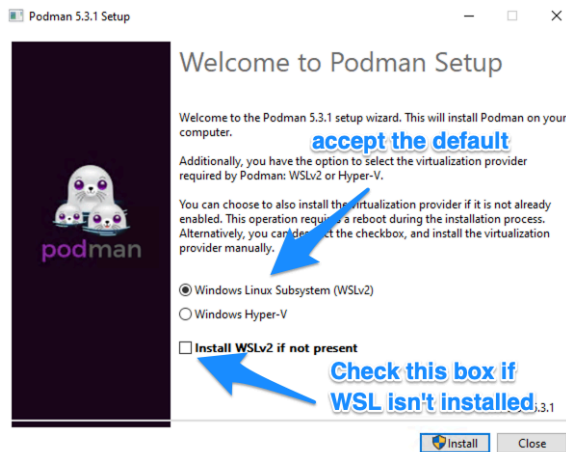 Podman 5.3.1 Setup
Welcome to Podman Setup
Welcome to the Podman 5.3.1 setup wizard. This will install Podman on your
computer.
accept the default
Additionally, you have the option to select the virtualization provider
required by Podman: WSLv2 or Hyper-V.
You can choose to also install the virtualization provider if it is not already
enabled. This operation requires a reboot during the installation process.
Alternatively, you can deselect the checkbox, and install the virtualization
provider manually.
podman
Windows Linux Subsystem (WSLv2)
Windows Hyper-V
Install WSLv2 if not present
Check this box if
WSL isn't installed
5.3.1
Install
Close